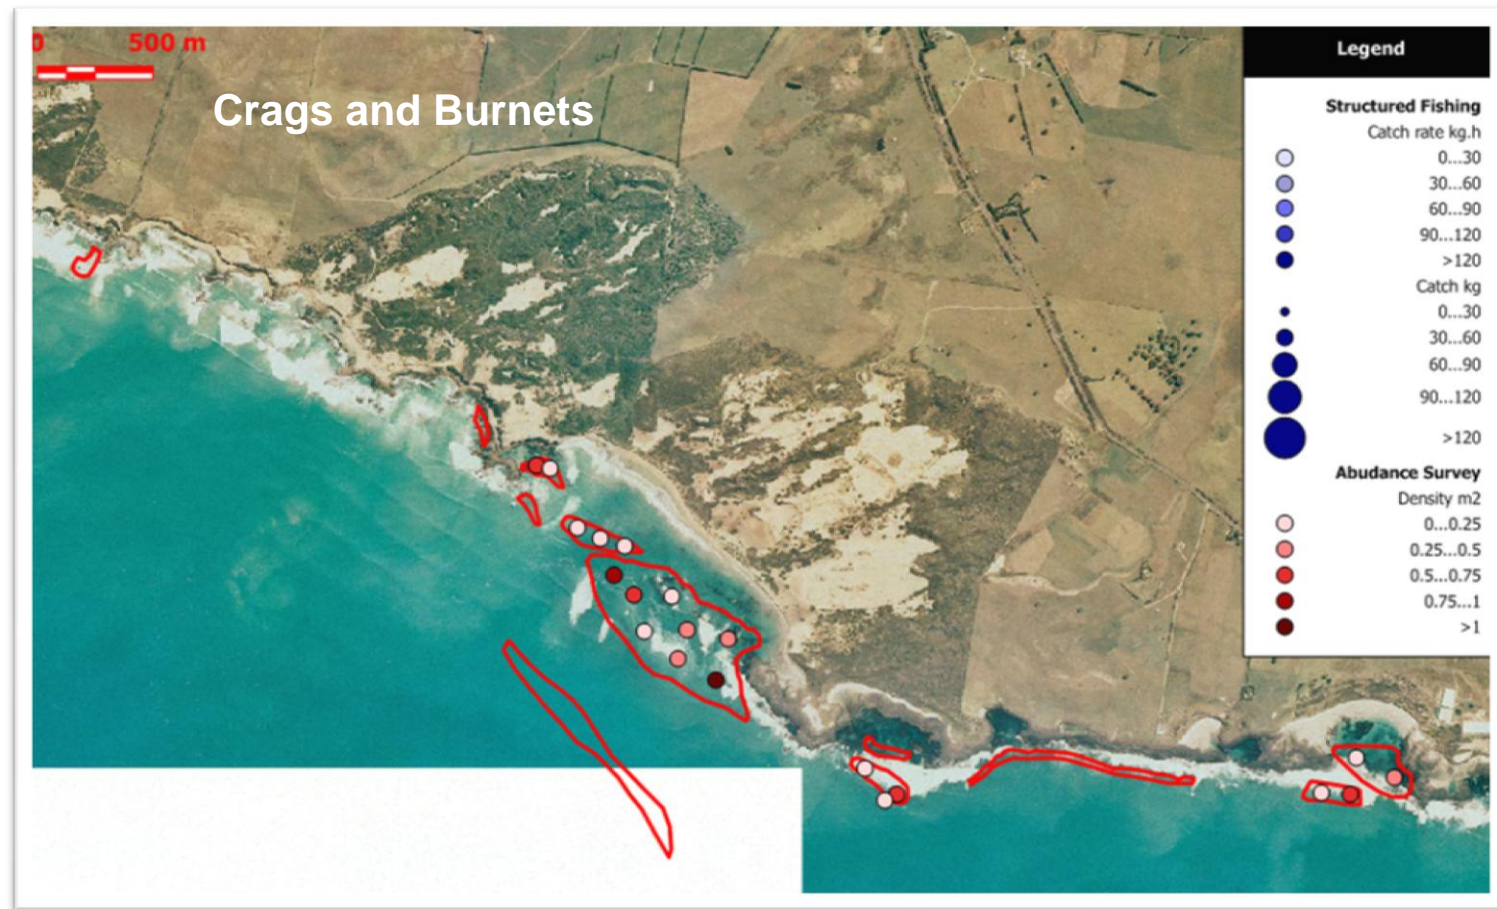 0 500 m
Crags and Burnets
Legend
Structured Fishing
Catch rate kg.h
0...30
30...60
60...90
90...120
>120
Catch kg
0...30
30...60
60...90
90...120
>120
Abudance Survey
Density m2
0...0.25
0.25...0.5
0.5...0.75
0.75...1
>1